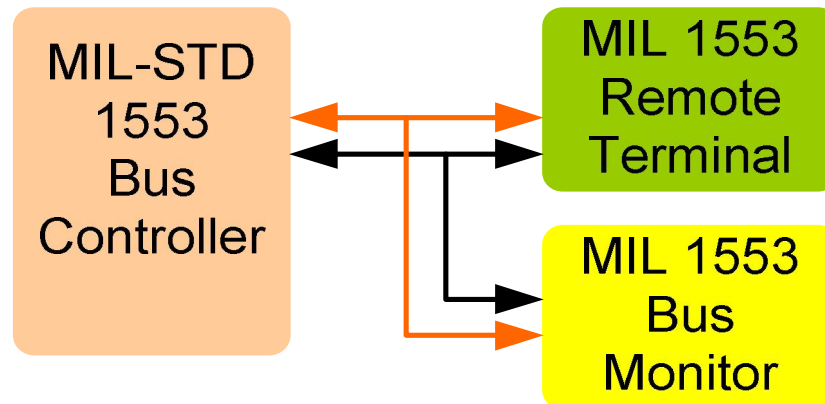 MIL-STD
1553
Bus
Controller
MIL 1553
Remote
Terminal
MIL 1553
Bus
Monitor